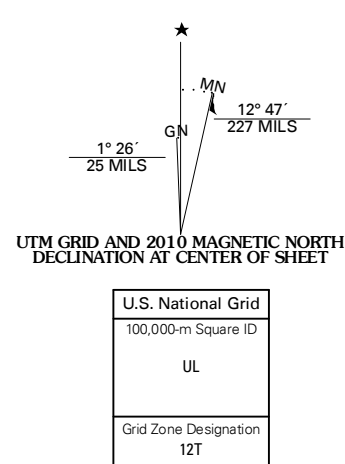 MN
12° 47´
227 MILS
GN
1° 26´
25 MILS
UTM GRID AND 2010 MAGNETIC NORTH
DECLINATION AT CENTER OF SHEET
U.S. National Grid
100,000-m Square ID
UL
Grid Zone Designation
12T